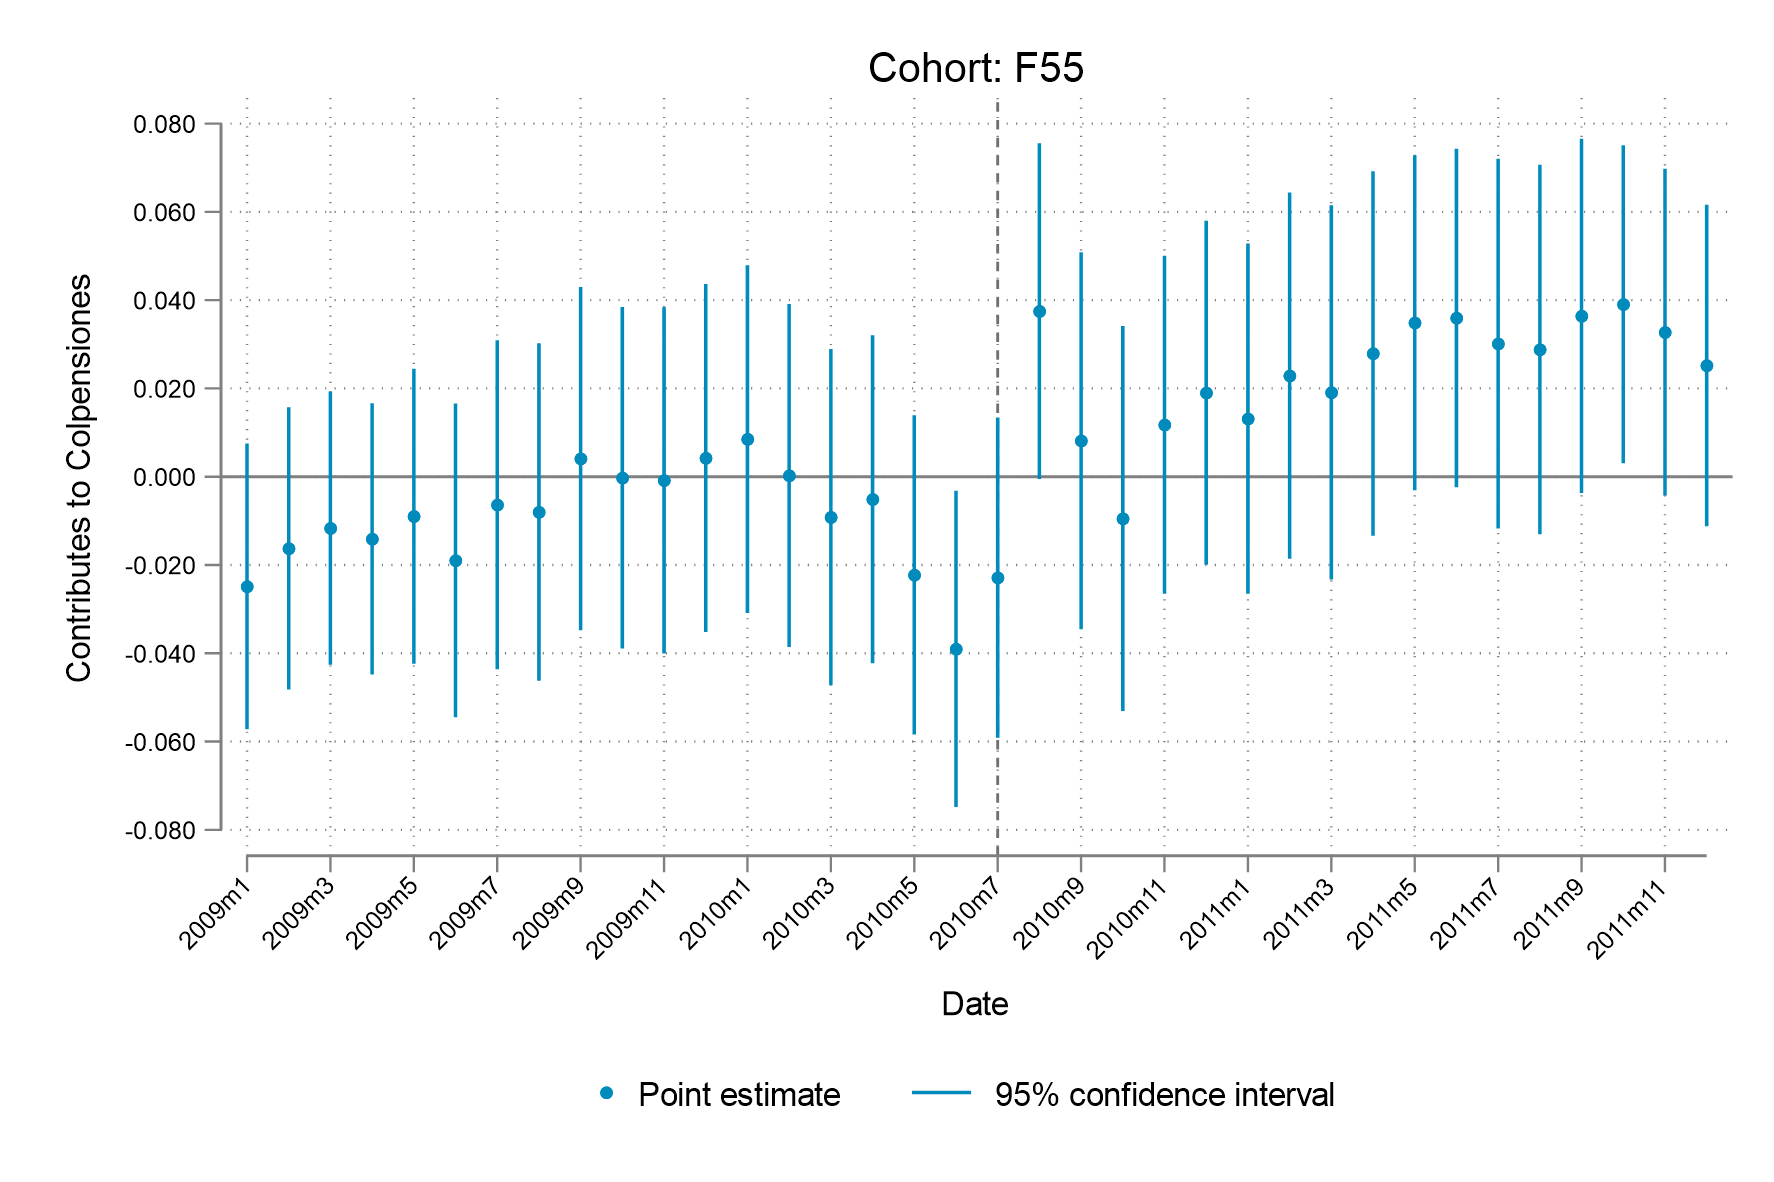 Cohort: F55
Contributes to Colpensiones
0.080
0.060
0.040
0.020
0.000
-0.020
-0.040
-0.060
-0.080
2009m1
2009m3
2009m5
2009m7
2009m9
2009m11
2010m1
2010m3
2010m5
2010m7
2010m9
2010m11
2011m1
2011m3
2011m5
2011m7
2011m9
2011m11
Date
Point estimate
95% confidence interval